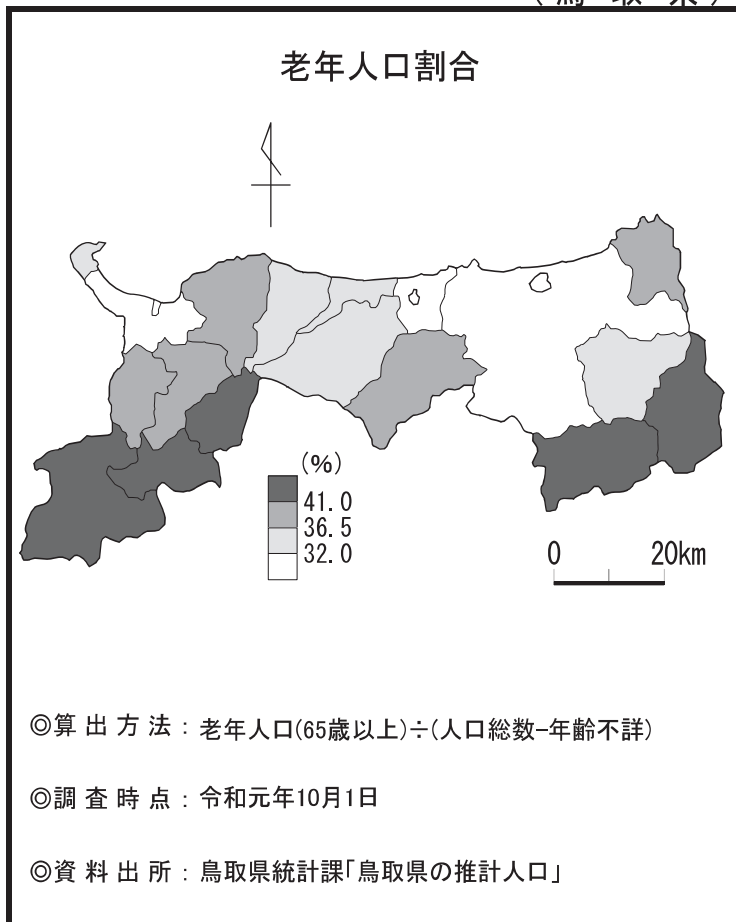 老年人口割合
(%)
41.0
36.5
32.0
0 20km
◎算出方法：老年人口(65歳以上)÷(人口総数−年齢不詳)
◎調査時点：令和元年10月1日
◎資料出所：鳥取県統計課｢鳥取県の推計人口｣